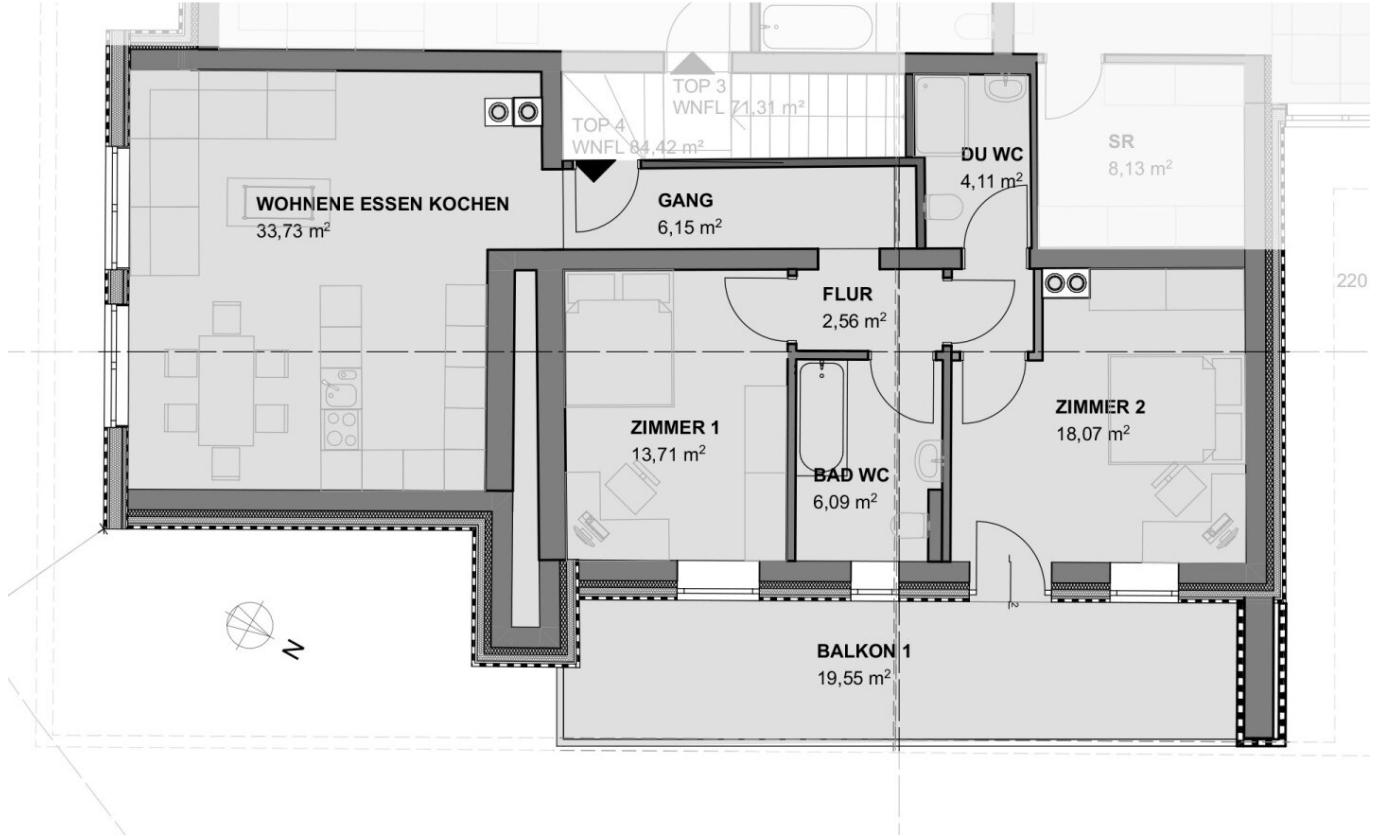 TOP 3
WNFL 71,31 m²
TOP 4
WNFL 84,42 m²
DU WC
4,11 m²
SR
8,13 m²
WOHNENE ESSEN KOCHEN
33,73 m²
GANG
6,15 m²
FLUR
2,56 m²
220
ZIMMER 1
13,71 m²
ZIMMER 2
18,07 m²
BAD WC
6,09 m²
2
N
BALKON 1
19,55 m²